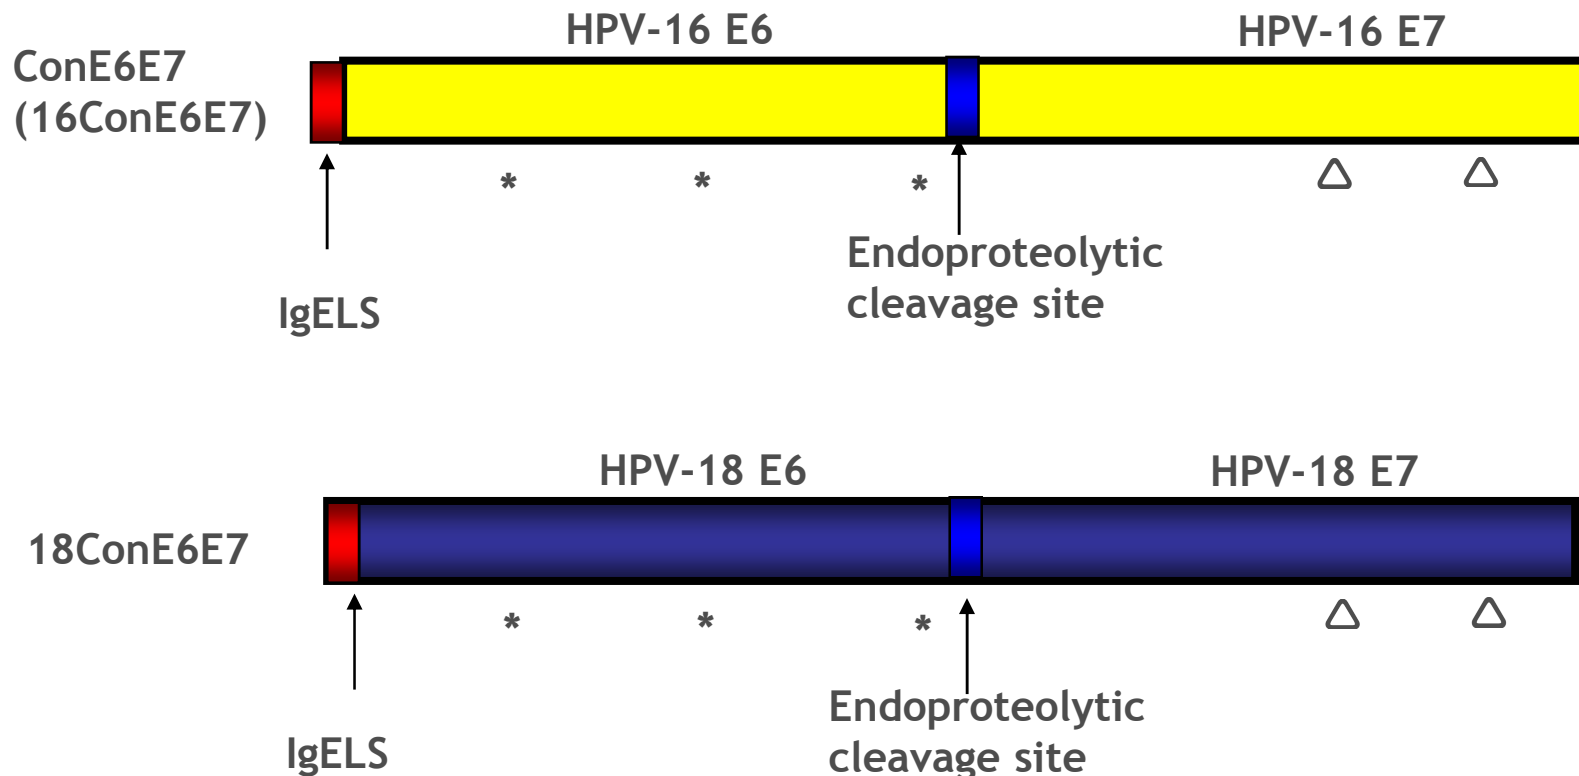 HPV-16 E6
HPV-16 E7
ConE6E7
(16ConE6E7)
* * *
△ △
Endoproteolytic
cleavage site
IgELS
HPV-18 E6
HPV-18 E7
18ConE6E7
* * *
△ △
Endoproteolytic
cleavage site
IgELS